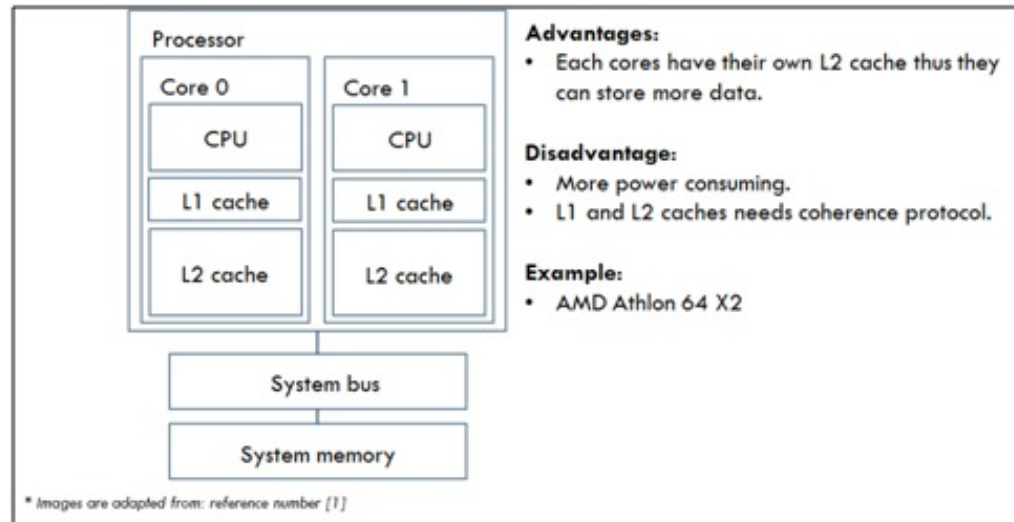 Processor
Core 0
CPU
L1 cache
L2 cache
Core 1
CPU
L1 cache
L2 cache
System bus
System memory
Advantages:
• Each cores have their own L2 cache thus they
can store more data.
Disadvantage:
• More power consuming.
• L1 and L2 caches needs coherence protocol.
Example:
• AMD Athlon 64 X2
* Images are adapted from: reference number [1]